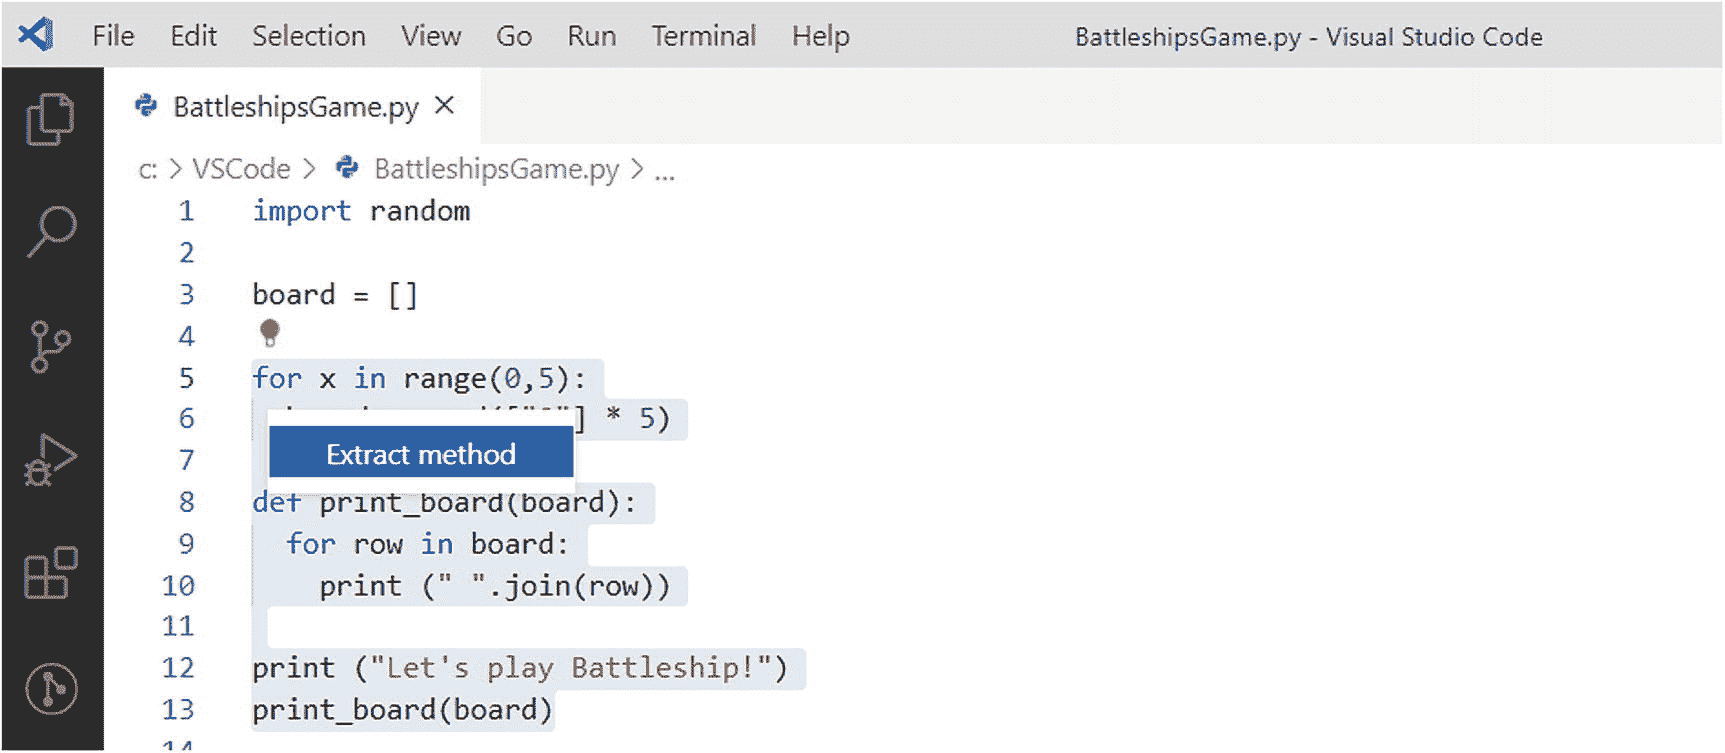 File Edit Selection View Go Run Terminal Help BattleshipsGame.py - Visual Studio Code
BattleshipsGame.py
c: > VSCode > BattleshipsGame.py > ...
1 import random
2
3 board = []
4
5 for x in range(0,5):
6 ] * 5)
Extract method
7
8 def print_board(board):
9 for row in board:
10 print (" ".join(row))
11
12 print ("Let's play Battleship!")
13 print_board(board)
14